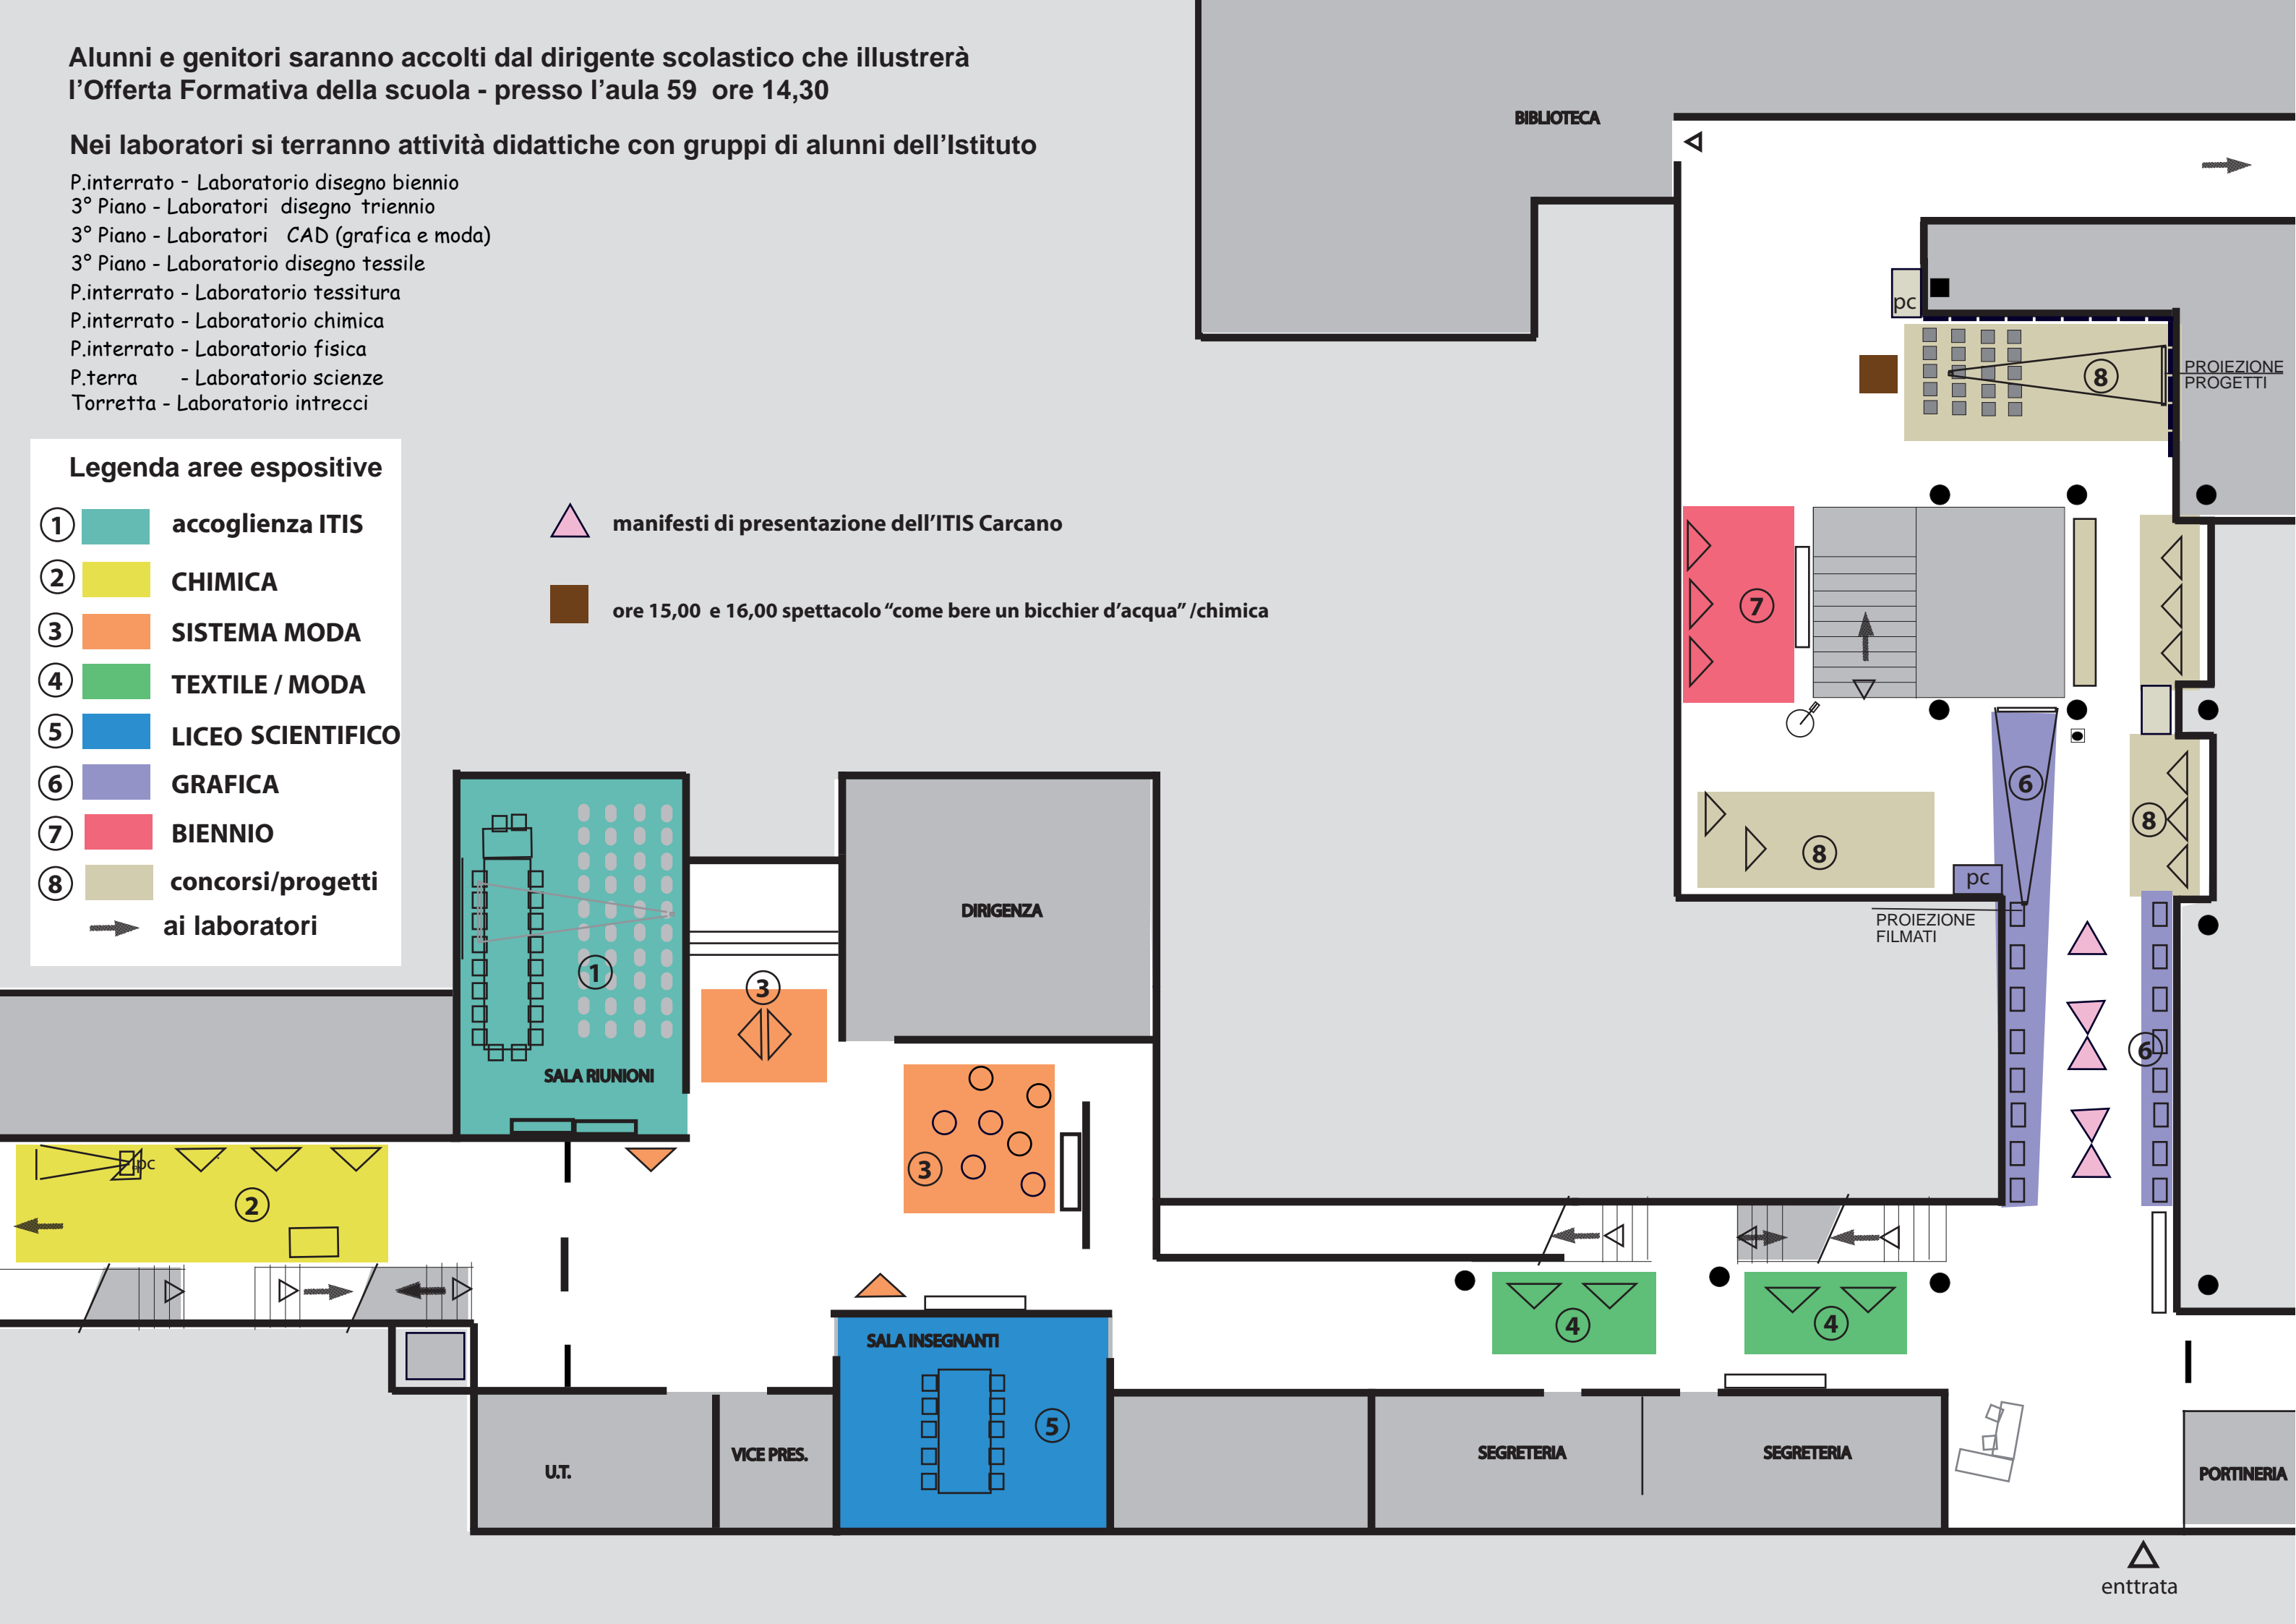 Alunni e genitori saranno accolti dal dirigente scolastico che illustrerà
l'Offerta Formativa della scuola - presso l'aula 59 ore 14,30
Nei laboratori si terranno attività didattiche con gruppi di alunni dell'Istituto
P.interrato - Laboratorio disegno biennio
3° Piano - Laboratori disegno triennio
3° Piano - Laboratori CAD (grafica e moda)
3° Piano - Laboratorio disegno tessile
P.interrato - Laboratorio tessitura
P.interrato - Laboratorio chimica
P.interrato - Laboratorio fisica
P.terra - Laboratorio scienze
Torretta - Laboratorio intrecci
Legenda aree espositive
1 accoglienza ITIS
2 CHIMICA
3 SISTEMA MODA
4 TEXTILE / MODA
5 LICEO SCIENTIFICO
6 GRAFICA
7 BIENNIO
8 concorsi/progetti
ai laboratori
manifesti di presentazione dell'ITIS Carcano
ore 15,00 e 16,00 spettacolo "come bere un bicchier d'acqua" /chimica
BIBLIOTECA
pc
8
PROIEZIONE
PROGETTI
7
6
8
8
pc
PROIEZIONE
FILMATI
6
DIRIGENZA
1
3
SALA RIUNIONI
3
pc
2
4
4
SALA INSEGNANTI
5
U.T.
VICE PRES.
SEGRETERIA
SEGRETERIA
PORTINERIA
enttrata